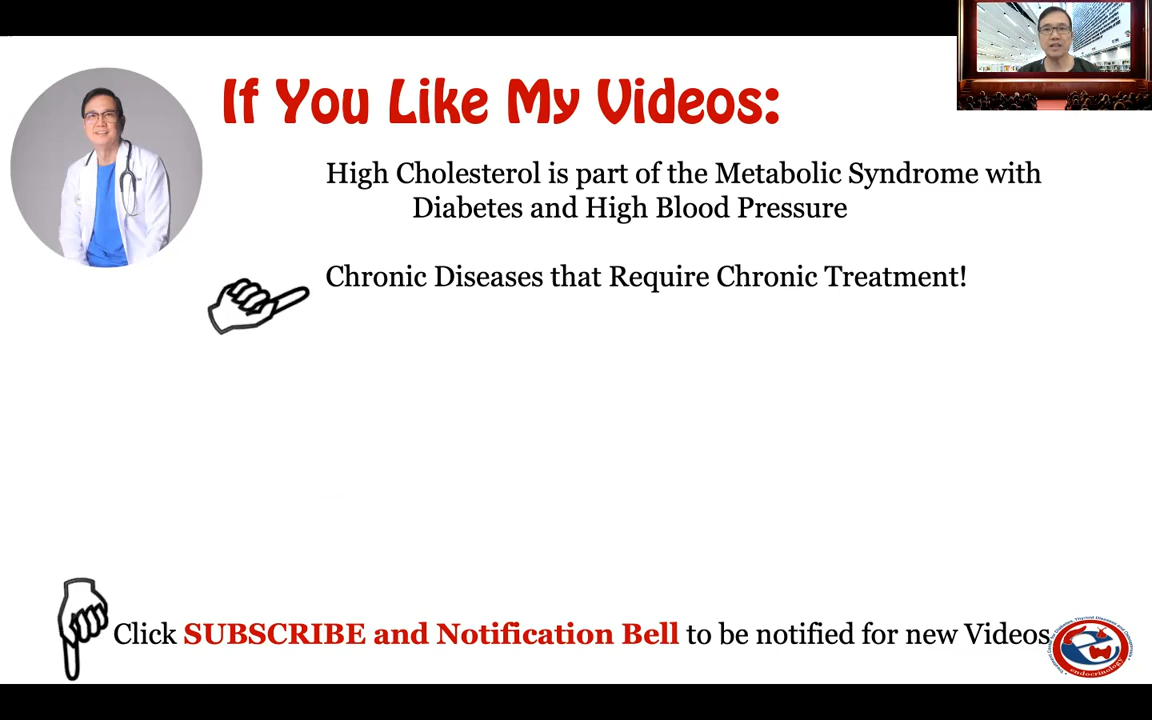 If You Like My Videos:
High Cholesterol is part of the Metabolic Syndrome with
Diabetes and High Blood Pressure
Chronic Diseases that Require Chronic Treatment!
Click SUBSCRIBE and Notification Bell to be notified for new Videos
endocrinology